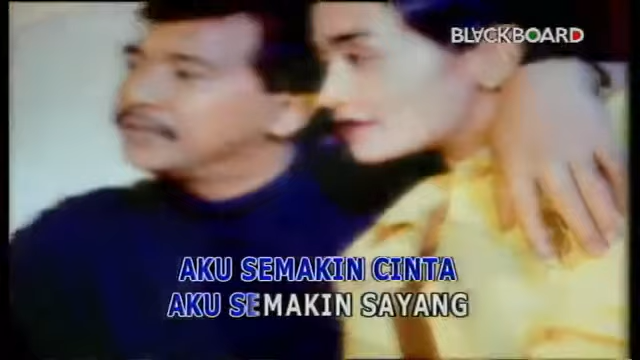 BLACKBOARD
AKU SEMAKIN CINTA
AKU SEMAKIN SAYANG